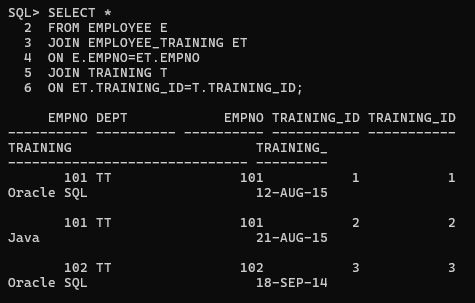 SQL> SELECT *
  2  FROM EMPLOYEE E
  3  JOIN EMPLOYEE_TRAINING ET
  4  ON E.EMPNO=ET.EMPNO
  5  JOIN TRAINING T
  6  ON ET.TRAINING_ID=T.TRAINING_ID;

     EMPNO DEPT            EMPNO TRAINING_ID TRAINING_ID
---------- ---------- ---------- ----------- -----------
TRAINING                       TRAINING_
------------------------------ ---------
       101 TT                101           1           1
Oracle SQL                     12-AUG-15

       101 TT                101           2           2
Java                           21-AUG-15

       102 TT                102           3           3
Oracle SQL                     18-SEP-14